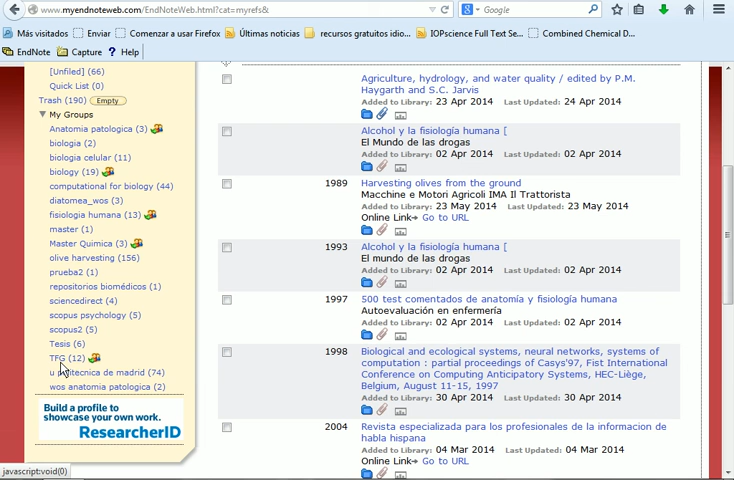 www.myendnoteweb.com/EndNoteWeb.html?cat=myrefs&
Google
Más visitados Enviar Comenzar a usar Firefox Últimas noticias recursos gratuitos idio... IOPscience Full Text Se... Combined Chemical D...
EndNote Capture Help
[Unfiled] (66)
Quick List (0)
Trash (190) Empty
My Groups
Anatomia patologica (3)
biologia (2)
biologia celular (11)
biology (19)
computational for biology (44)
diatomea_wos (3)
fisiologia humana (13)
master (1)
Master Quimica (3)
olive harvesting (156)
prueba2 (1)
repositorios biomédicos (1)
sciencedirect (4)
scopus psychology (5)
scopus2 (5)
Tesis (6)
TFG (12)
u politecnica de madrid (74)
wos anatomia patologica (2)
Build a profile to
showcase your own work.
ResearcherID
javascript:void(0)
Agriculture, hydrology, and water quality / edited by P.M.
Haygarth and S.C. Jarvis
Added to Library: 23 Apr 2014 Last Updated: 24 Apr 2014
Alcohol y la fisiología humana [
El Mundo de las drogas
Added to Library: 02 Apr 2014 Last Updated: 02 Apr 2014
1989 Harvesting olives from the ground
Macchine e Motori Agricoli IMA Il Trattorista
Added to Library: 23 May 2014 Last Updated: 23 May 2014
Online Link→ Go to URL
1993 Alcohol y la fisiología humana [
El mundo de las drogas
Added to Library: 02 Apr 2014 Last Updated: 02 Apr 2014
1997 500 test comentados de anatomía y fisiología humana
Autoevaluación en enfermería
Added to Library: 02 Apr 2014 Last Updated: 02 Apr 2014
1998 Biological and ecological systems, neural networks, systems of
computation : partial proceedings of Casys'97, Fist International
Conference on Computing Anticipatory Systems, HEC-Liège,
Belgium, August 11-15, 1997
Added to Library: 30 Apr 2014 Last Updated: 30 Apr 2014
2004 Revista especializada para los profesionales de la informacion de
habla hispana
Added to Library: 04 Mar 2014 Last Updated: 04 Mar 2014
Online Link→ Go to URL